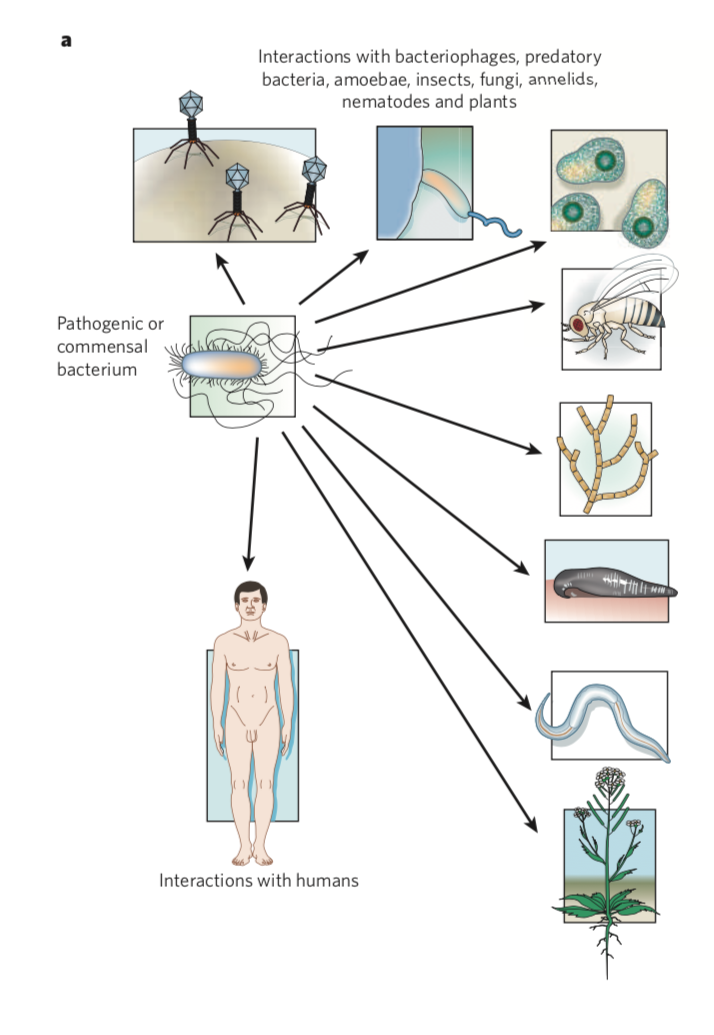 a
Interactions with bacteriophages, predatory
bacteria, amoebae, insects, fungi, annelids,
nematodes and plants
Pathogenic or
commensal
bacterium
Interactions with humans